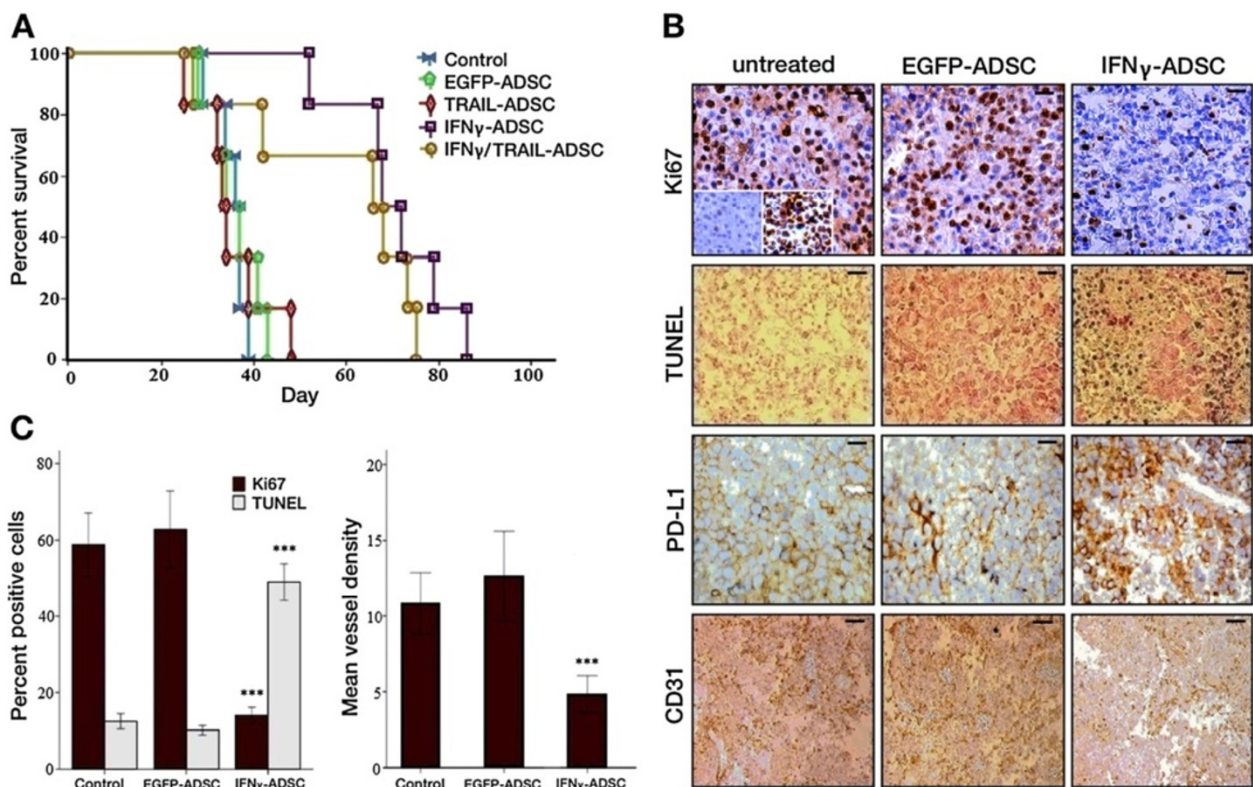 A
100
80
60
40
20
0
Percent survival
0 20 40 60 80 100
Day
Control
EGFP-ADSC
TRAIL-ADSC
IFNγ-ADSC
IFNγ/TRAIL-ADSC
B
untreated EGFP-ADSC IFNγ-ADSC
Ki67
TUNEL
PD-L1
CD31
C
80
60
40
20
0
Percent positive cells
Ki67
TUNEL
***
***
Control EGFP-ADSC IFNγ-ADSC
20
15
10
5
0
Mean vessel density
***
Control EGFP-ADSC IFNγ-ADSC